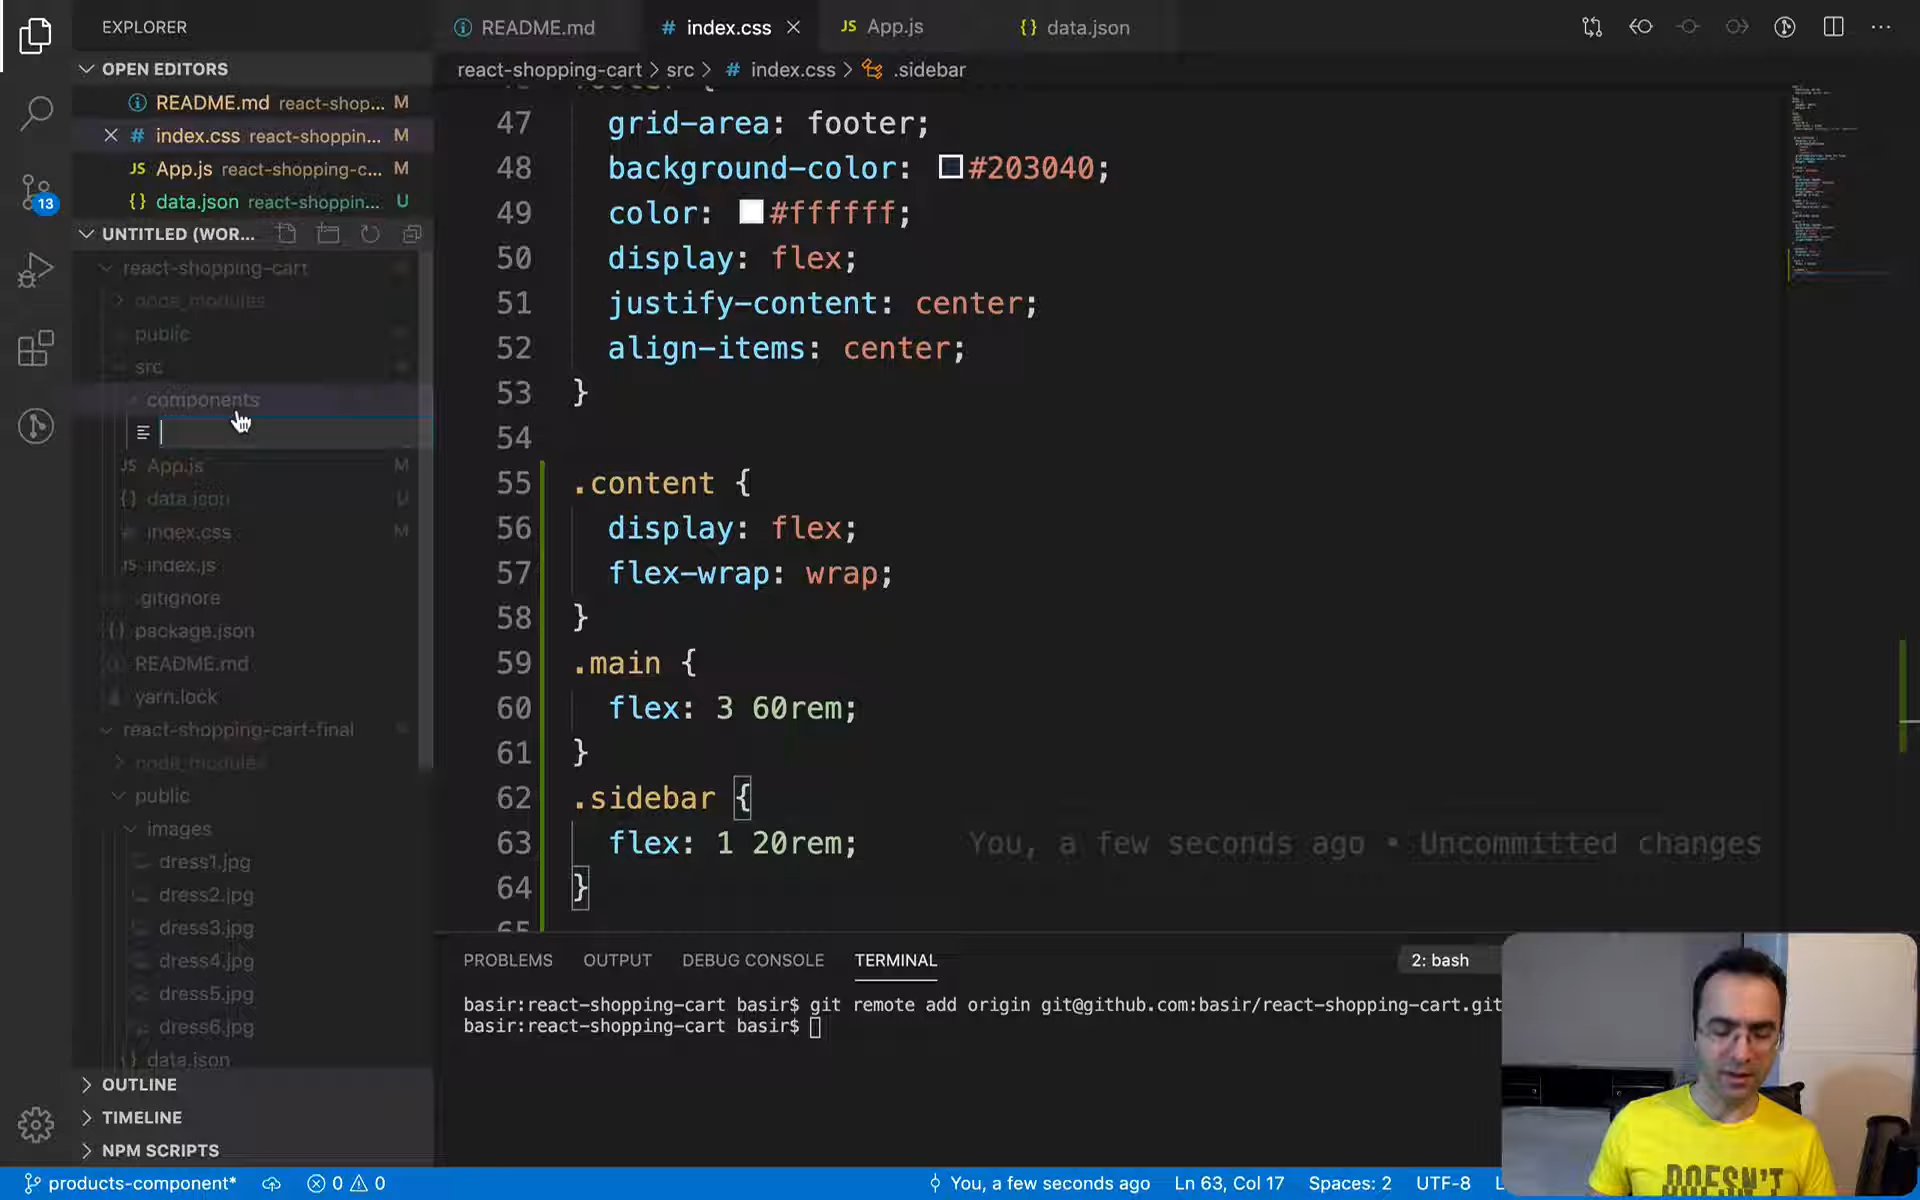 EXPLORER
README.md
index.css
App.js
data.json
OPEN EDITORS
react-shopping-cart > src > # index.css > .sidebar
README.md react-shop... M
index.css react-shoppin... M
App.js react-shopping-c... M
data.json react-shoppin... U
13
UNTITLED (WOR...
react-shopping-cart
node_modules
public
src
components
App.js M
data.json U
index.css M
index.js
.gitignore
package.json
README.md
yarn.lock
react-shopping-cart-final
public
images
dress1.jpg
dress2.jpg
dress3.jpg
dress4.jpg
dress5.jpg
dress6.jpg
data.json
OUTLINE
TIMELINE
NPM SCRIPTS
47 grid-area: footer;
48 background-color: #203040;
49 color: #ffffff;
50 display: flex;
51 justify-content: center;
52 align-items: center;
53 }
54
55 .content {
56 display: flex;
57 flex-wrap: wrap;
58 }
59 .main {
60 flex: 3 60rem;
61 }
62 .sidebar {
63 flex: 1 20rem; You, a few seconds ago • Uncommitted changes
64 }
65
PROBLEMS OUTPUT DEBUG CONSOLE TERMINAL 2: bash
basir:react-shopping-cart basir$ git remote add origin git@github.com:basir/react-shopping-cart.git
basir:react-shopping-cart basir$
DOESN'T
products-component* 0 0 You, a few seconds ago Ln 63, Col 17 Spaces: 2 UTF-8 L